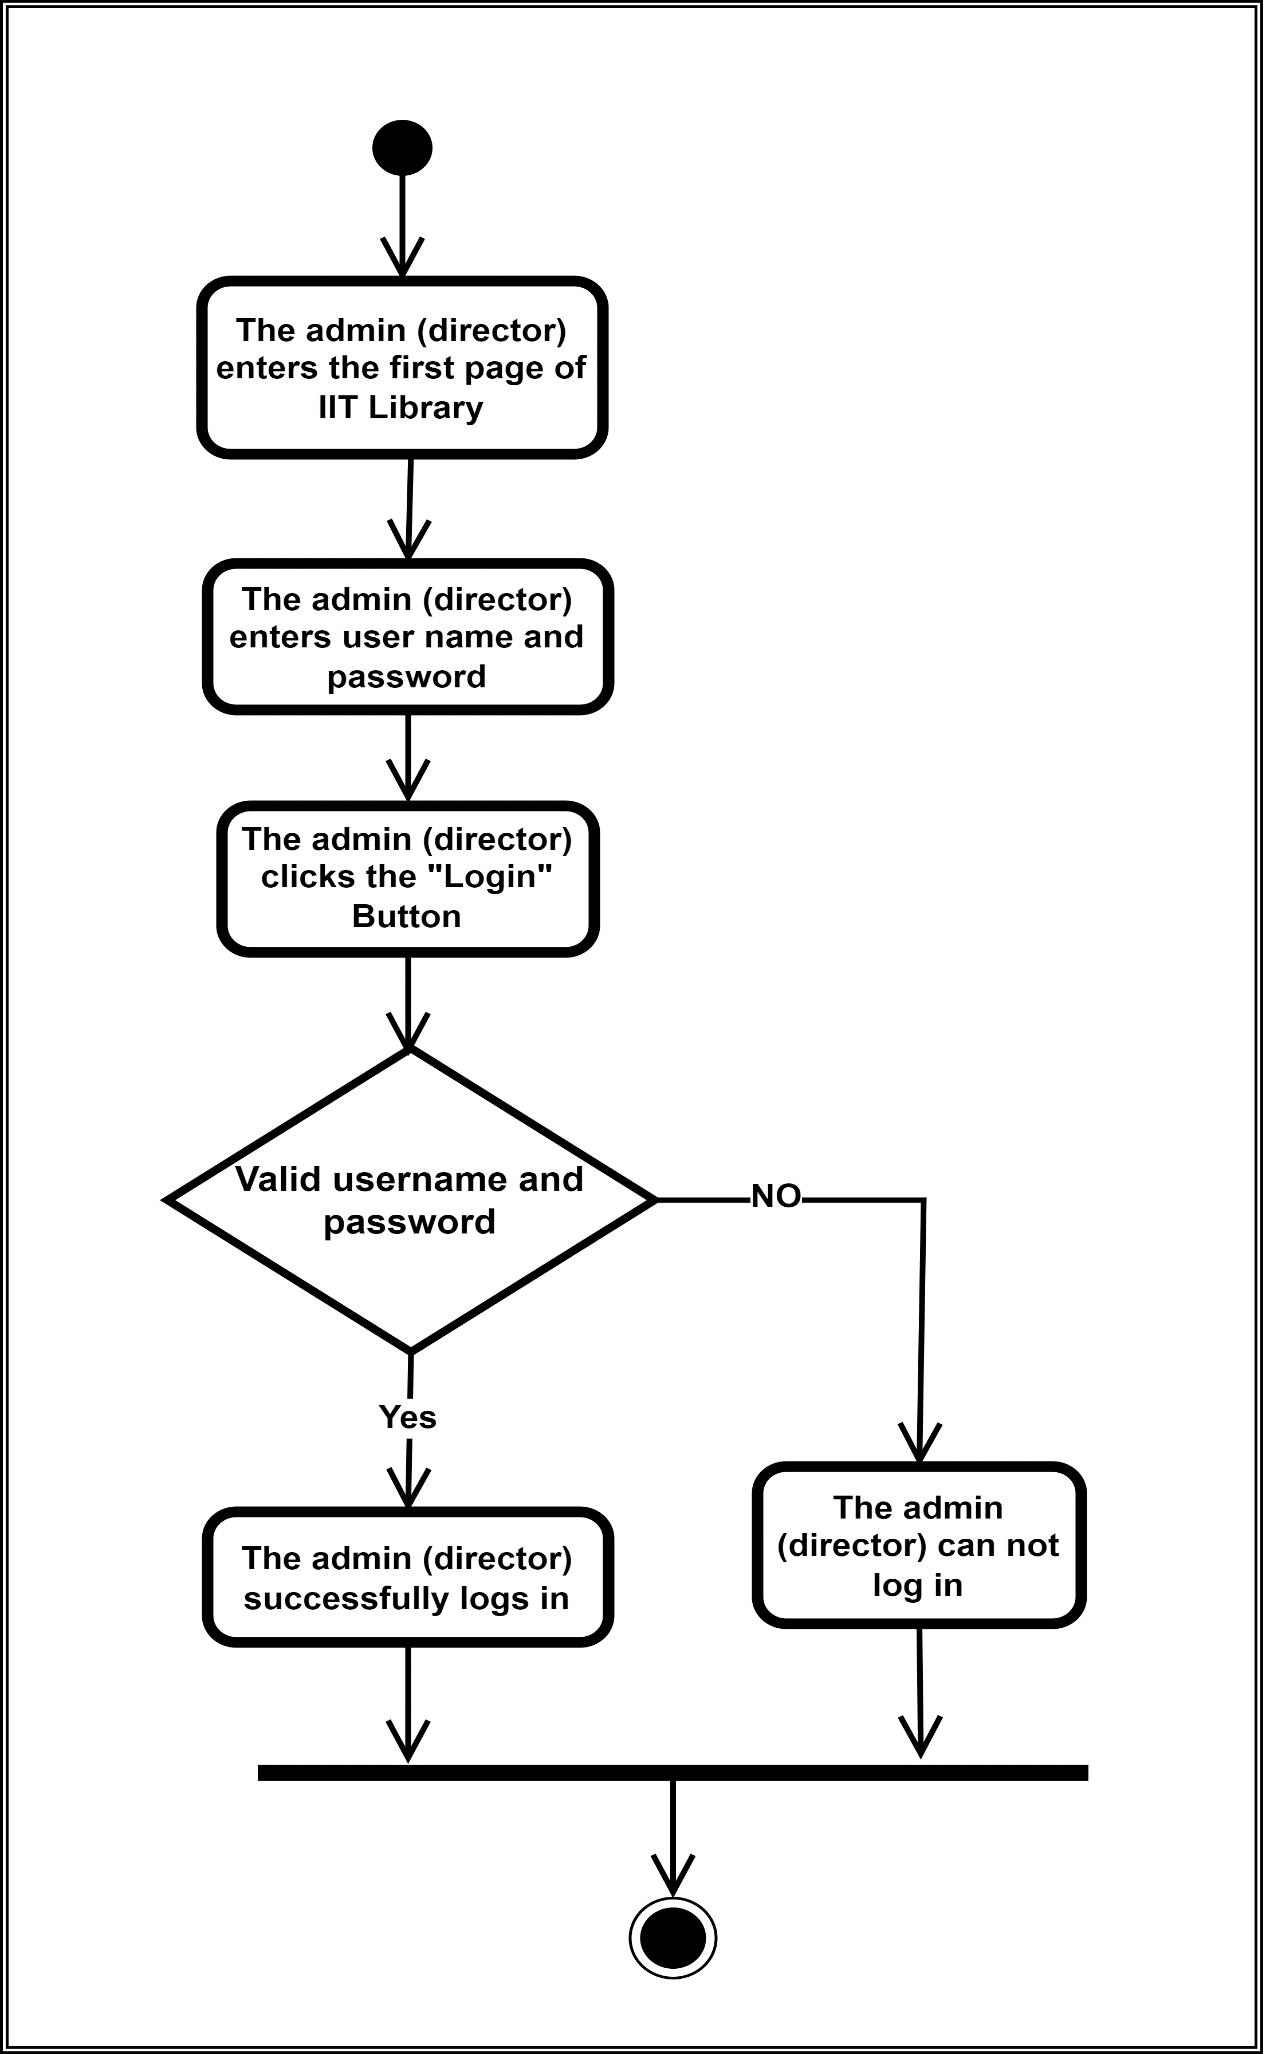 The admin (director)
enters the first page of
IIT Library
The admin (director)
enters user name and
password
The admin (director)
clicks the "Login"
Button
Valid username and
password
NO
Yes
The admin (director)
successfully logs in
The admin
(director) can not
log in